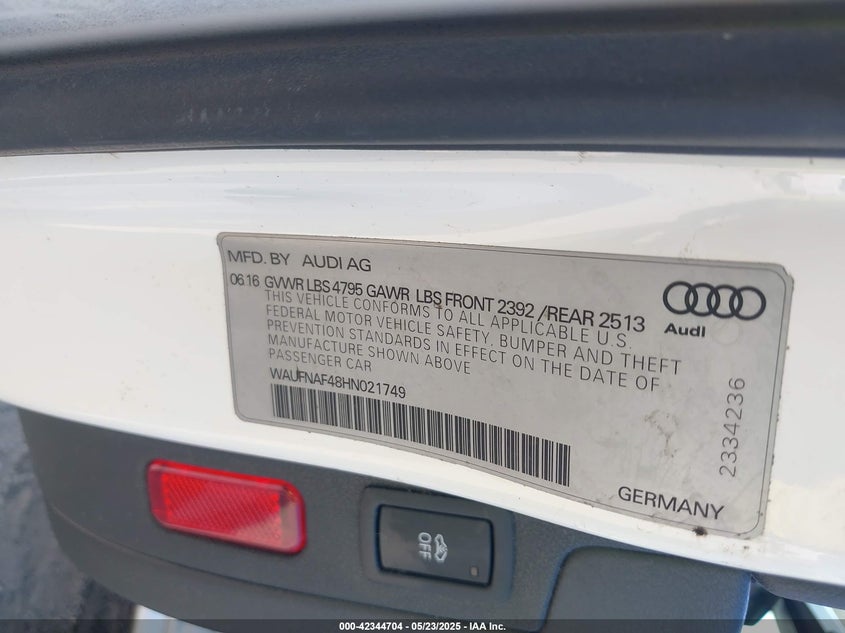 MFD. BY AUDI AG
06.16 GVWR LBS 4795 GAWR LBS FRONT 2392 /REAR 2513
THIS VEHICLE CONFORMS TO ALL APPLICABLE U.S.
FEDERAL MOTOR VEHICLE SAFETY, BUMPER AND THEFT
PREVENTION STANDARDS IN EFFECT ON THE DATE OF
MANUFACTURE SHOWN ABOVE
PASSENGER CAR
WAUFNAF48HN021749
Audi
2334236
GERMANY
OFF
000-42344704 - 05/23/2025 - IAA Inc.